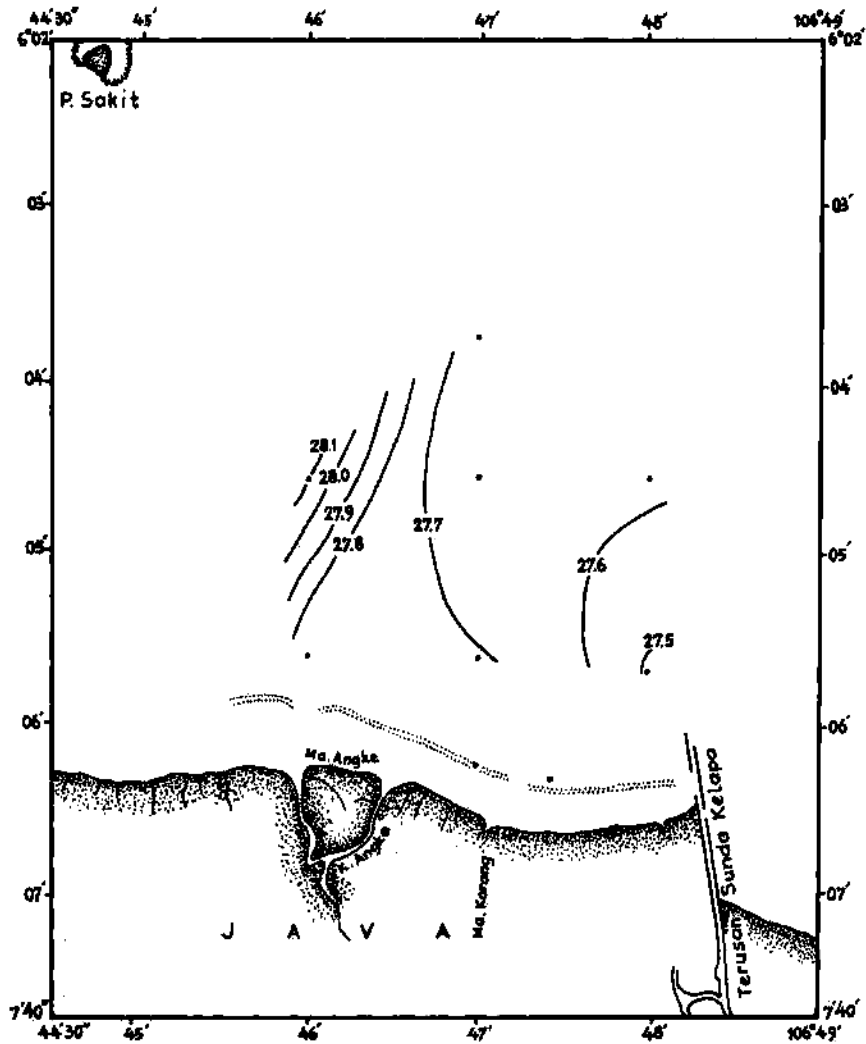 44'30" 45' 46' 47' 48' 106°49'
6°02' 6°02'
P. Sakit
03' 03'
04' 04'
28.1
28.0
27.9
27.8
27.7
05' 05'
27.6
27.5
06' 06'
Ma. Angke
K. Angke
Ma. Karang
Terusan Sunda Kelapa
07' 07'
J A V A
7'40" 7'40"
44'30" 45' 46' 47' 48' 106°49'